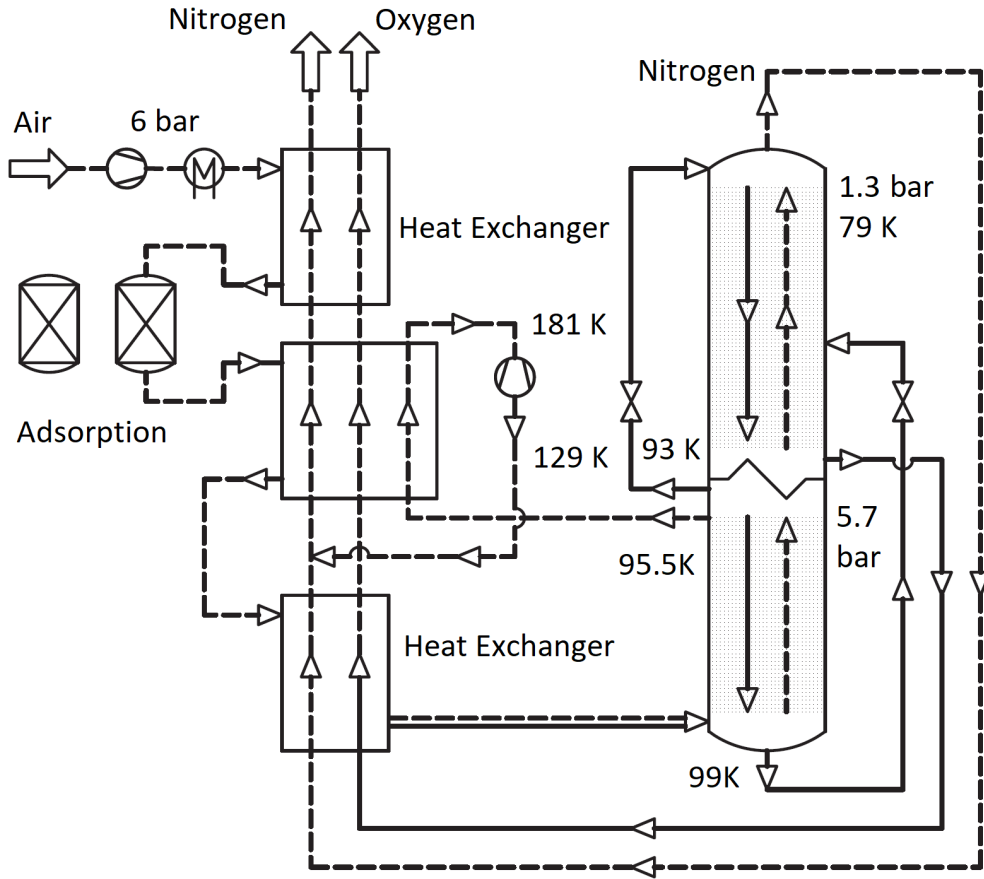 Nitrogen
Oxygen
Nitrogen
Air
6 bar
M
1.3 bar
79 K
Heat Exchanger
181 K
Adsorption
129 K
93 K
5.7
bar
95.5K
Heat Exchanger
99K